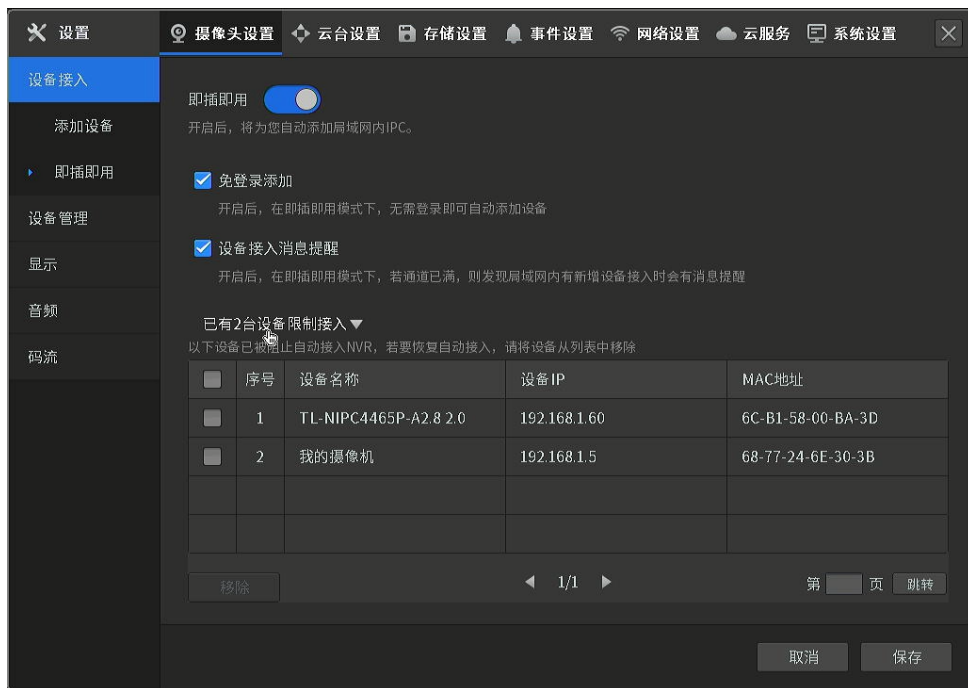 设置 摄像头设置 云台设置 存储设置 事件设置 网络设置 云服务 系统设置
设备接入
添加设备
即插即用
设备管理
显示
音频
码流
即插即用
开启后，将为您自动添加局域网内IPC。
免登录添加
开启后，在即插即用模式下，无需登录即可自动添加设备
设备接入消息提醒
开启后，在即插即用模式下，若通道已满，则发现局域网内有新增设备接入时会有消息提醒
已有2台设备限制接入▼
以下设备已被阻止自动接入NVR，若要恢复自动接入，请将设备从列表中移除
序号 设备名称 设备IP MAC地址
1 TL-NIPC4465P-A2.8 2.0 192.168.1.60 6C-B1-58-00-BA-3D
2 我的摄像机 192.168.1.5 68-77-24-6E-30-3B
移除 1/1 第 页 跳转
取消 保存